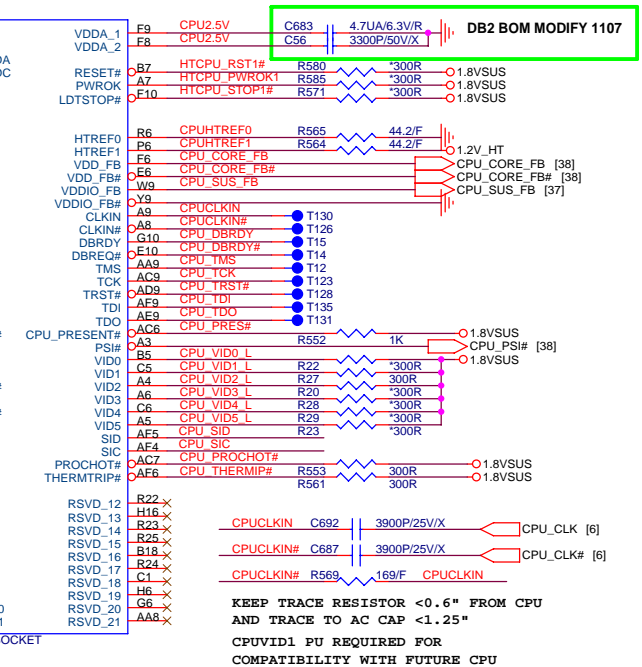 VDDA_1 F9 CPU2.5V C683 4.7UA/6.3V/R DB2 BOM MODIFY 1107
VDDA_2 F8 CPU2.5V C56 3300P/50V/X
DA
DC
RESET# B7 HTCPU_RST1# R580 *300R 1.8VSUS
PWROK A7 HTCPU_PWROK1 R585 *300R 1.8VSUS
LDTSTOP# F10 HTCPU_STOP1# R571 *300R 1.8VSUS
HTREF0 R6 CPUHTREF0 R565 44.2/F
HTREF1 P6 CPUHTREF1 R564 44.2/F 1.2V_HT
VDD_FB F6 CPU_CORE_FB CPU_CORE_FB [38]
VDD_FB# E6 CPU_CORE_FB# CPU_CORE_FB# [38]
VDDIO_FB W9 CPU_SUS_FB CPU_SUS_FB [37]
VDDIO_FB# Y9
CLKIN A9 CPUCLKIN T130
CLKIN# A8 CPUCLKIN# T126
DBRDY G10 CPU_DBRDY T15
DBREQ# E10 CPU_DBRDY# T14
TMS AA9 CPU_TMS T12
TCK AC9 CPU_TCK T123
TRST# AD9 CPU_TRST# T128
TDI AF9 CPU_TDI T135
TDO AE9 CPU_TDO T131
CPU_PRESENT# AC6 CPU_PRES# 1.8VSUS
PSI# A3 R552 1K CPU_PSI# [38]
VID0 B5 CPU_VID0_L 1.8VSUS
VID1 C5 CPU_VID1_L R22 *300R
VID2 A4 CPU_VID2_L R27 300R
VID3 A6 CPU_VID3_L R20 *300R
VID4 C6 CPU_VID4_L R28 *300R
VID5 A5 CPU_VID5_L R29 *300R
SID AF5 CPU_SID R23 *300R
SIC AF4 CPU_SIC
PROCHOT# AC7 CPU_PROCHOT# 1.8VSUS
THERMTRIP# AF6 CPU_THERMIP# R553 300R 1.8VSUS
R561 300R
RSVD_12 R22
RSVD_13 H16
RSVD_14 R23 CPUCLKIN C692 3900P/25V/X CPU_CLK [6]
RSVD_15 R25
RSVD_16 B18 CPUCLKIN# C687 3900P/25V/X CPU_CLK# [6]
RSVD_17 R24
RSVD_18 C1 CPUCLKIN# R569 169/F CPUCLKIN
RSVD_19 H6
RSVD_20 G6
RSVD_21 AA8
KEEP TRACE RESISTOR <0.6" FROM CPU
AND TRACE TO AC CAP <1.25"
OCKET
CPUVID1 PU REQUIRED FOR
COMPATIBILITY WITH FUTURE CPU